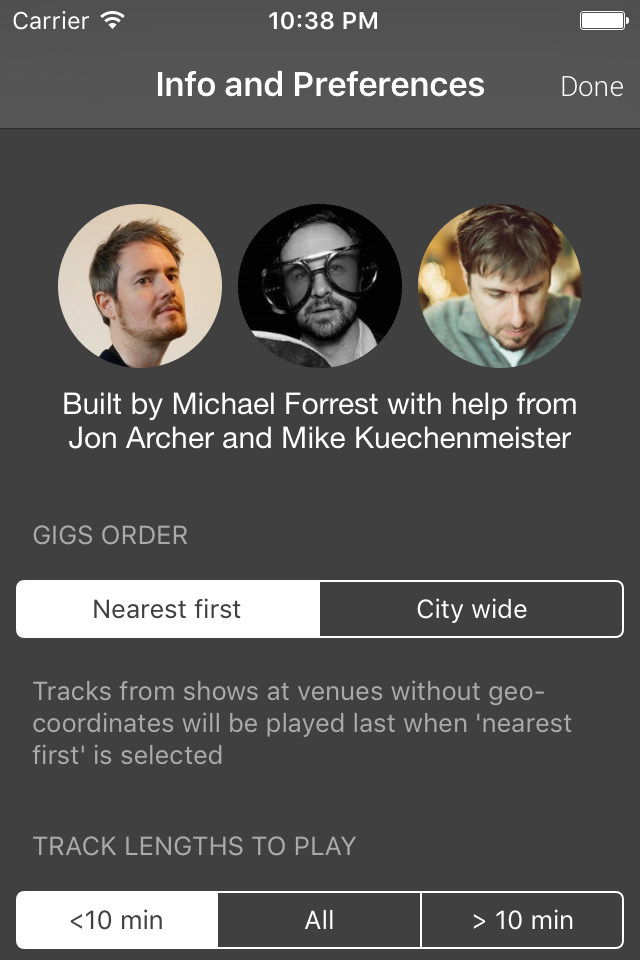 Carrier 10:38 PM
Info and Preferences Done
Built by Michael Forrest with help from
Jon Archer and Mike Kuechenmeister
GIGS ORDER
Nearest first City wide
Tracks from shows at venues without geo-
coordinates will be played last when 'nearest
first' is selected
TRACK LENGTHS TO PLAY
<10 min All > 10 min